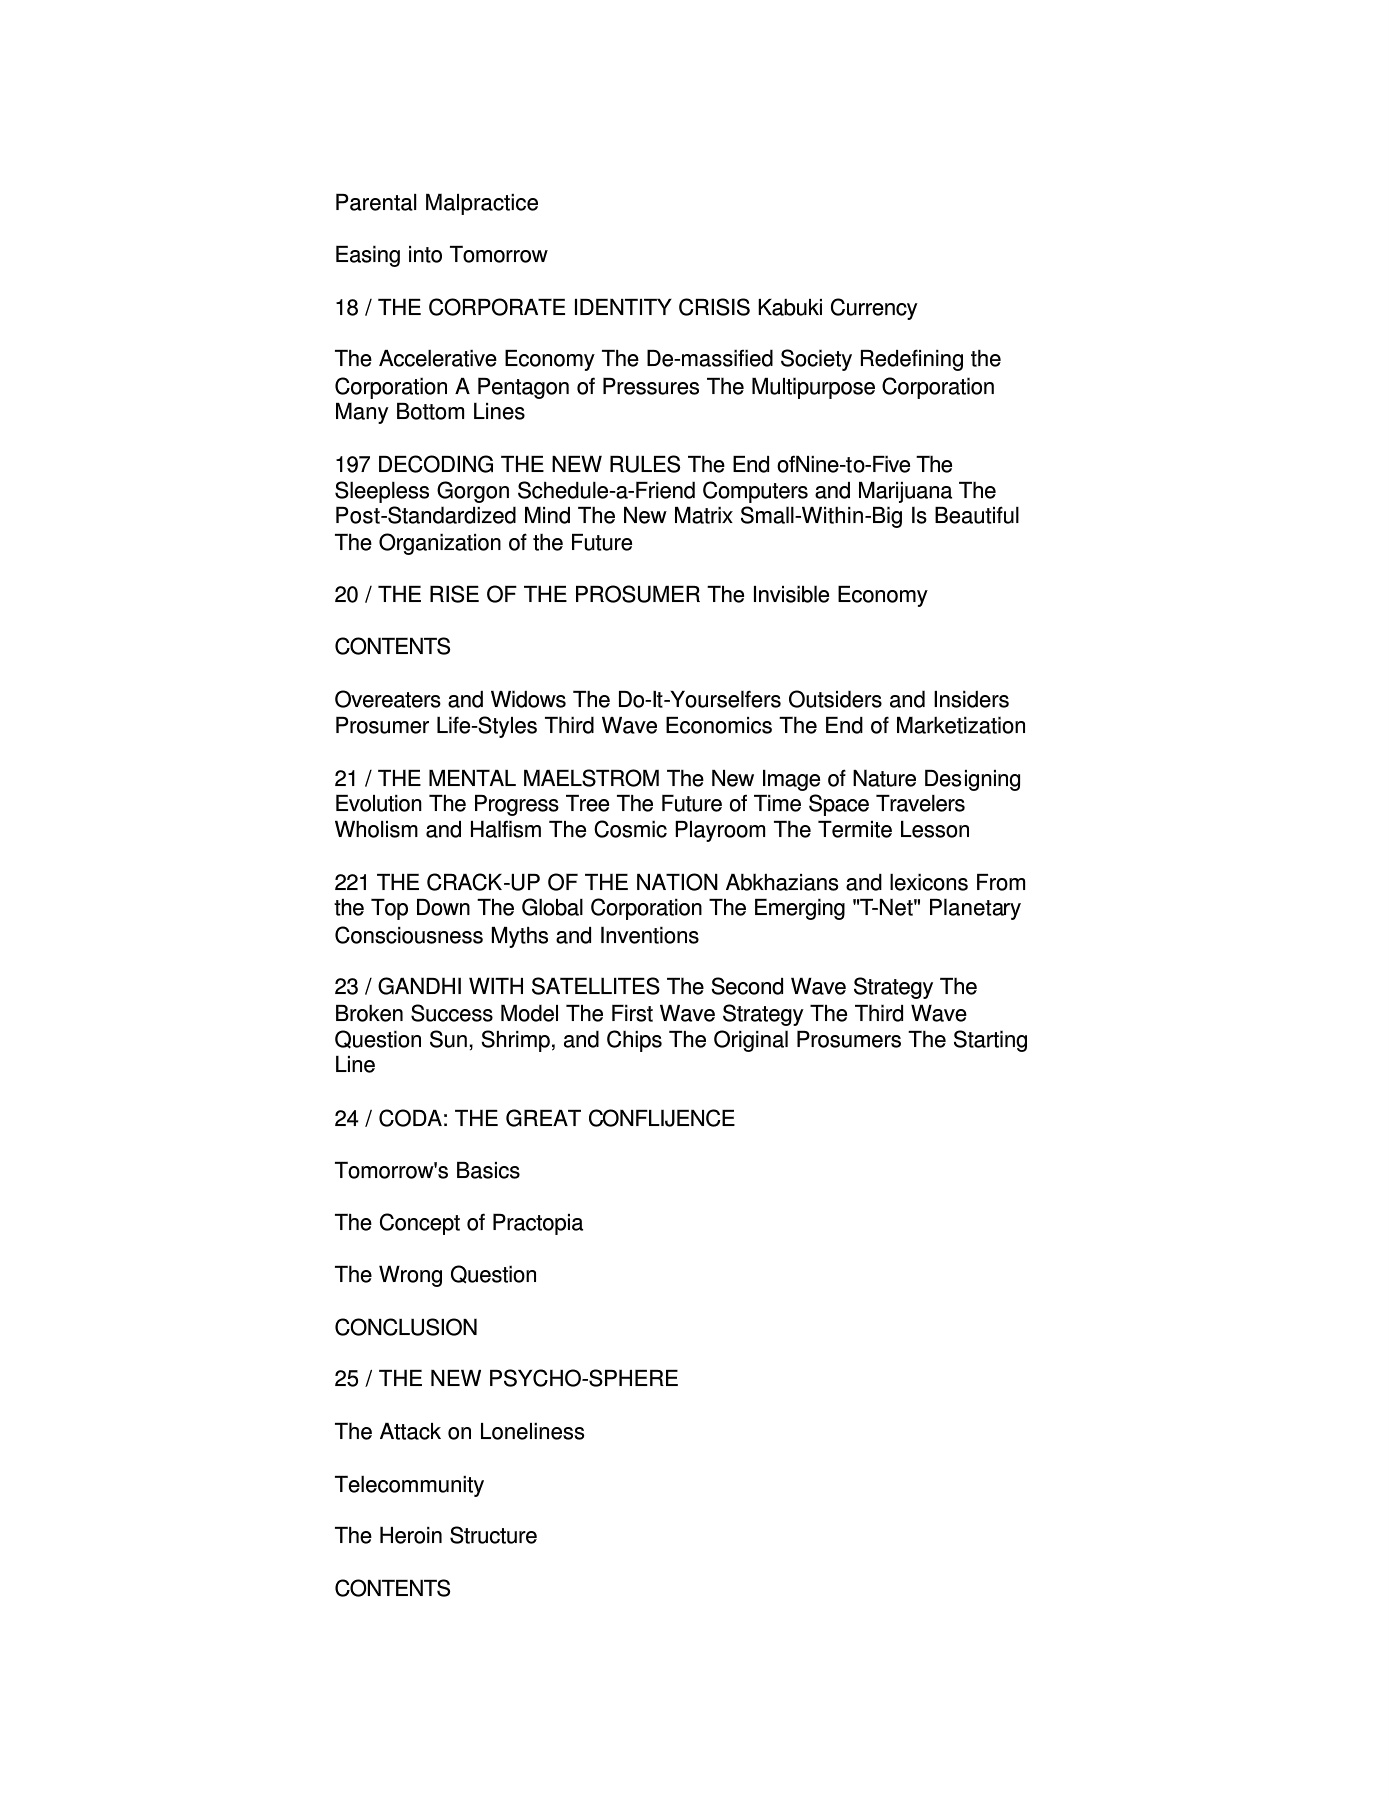 Parental Malpractice
Easing into Tomorrow
18 / THE CORPORATE IDENTITY CRISIS Kabuki Currency
The Accelerative Economy The De-massified Society Redefining the
Corporation A Pentagon of Pressures The Multipurpose Corporation
Many Bottom Lines
197 DECODING THE NEW RULES The End ofNine-to-Five The
Sleepless Gorgon Schedule-a-Friend Computers and Marijuana The
Post-Standardized Mind The New Matrix Small-Within-Big Is Beautiful
The Organization of the Future
20 / THE RISE OF THE PROSUMER The Invisible Economy
CONTENTS
Overeaters and Widows The Do-It-Yourselfers Outsiders and Insiders
Prosumer Life-Styles Third Wave Economics The End of Marketization
21 / THE MENTAL MAELSTROM The New Image of Nature Designing
Evolution The Progress Tree The Future of Time Space Travelers
Wholism and Halfism The Cosmic Playroom The Termite Lesson
221 THE CRACK-UP OF THE NATION Abkhazians and lexicons From
the Top Down The Global Corporation The Emerging "T-Net" Planetary
Consciousness Myths and Inventions
23 / GANDHI WITH SATELLITES The Second Wave Strategy The
Broken Success Model The First Wave Strategy The Third Wave
Question Sun, Shrimp, and Chips The Original Prosumers The Starting
Line
24 / CODA: THE GREAT CONFLIJENCE
Tomorrow's Basics
The Concept of Practopia
The Wrong Question
CONCLUSION
25 / THE NEW PSYCHO-SPHERE
The Attack on Loneliness
Telecommunity
The Heroin Structure
CONTENTS